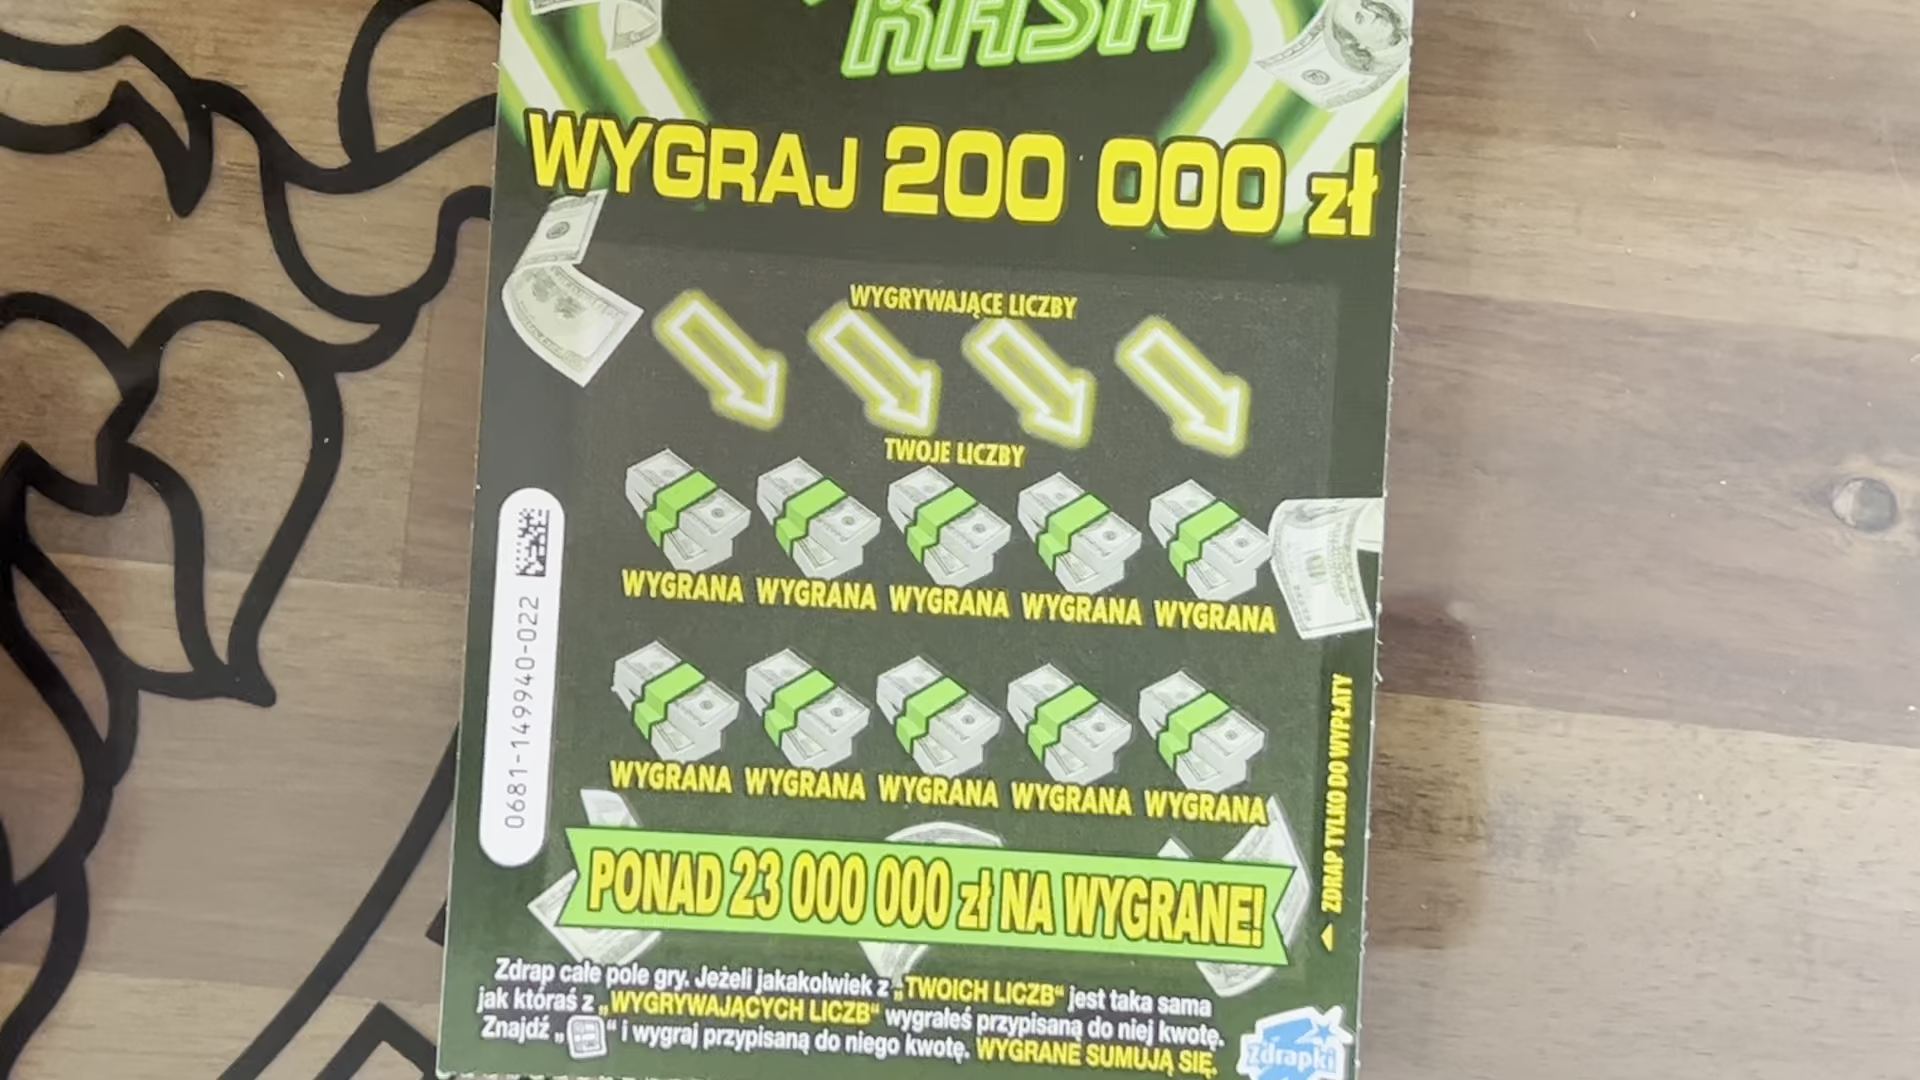 KASA
WYGRAJ 200 000 zł
WYGRYWAJĄCE LICZBY
TWOJE LICZBY
WYGRANA WYGRANA WYGRANA WYGRANA WYGRANA
WYGRANA WYGRANA WYGRANA WYGRANA WYGRANA
0681-149940-022
ZDRAP TYLKO DO WYPŁATY
PONAD 23 000 000 zł NA WYGRANE!
Zdrap całe pole gry. Jeżeli jakakolwiek z „TWOICH LICZB“ jest taka sama
jak któraś z „WYGRYWAJĄCYCH LICZB“ wygrałeś przypisaną do niej kwotę.
Znajdź „ “ i wygraj przypisaną do niego kwotę. WYGRANE SUMUJĄ SIĘ.
Zdrapki